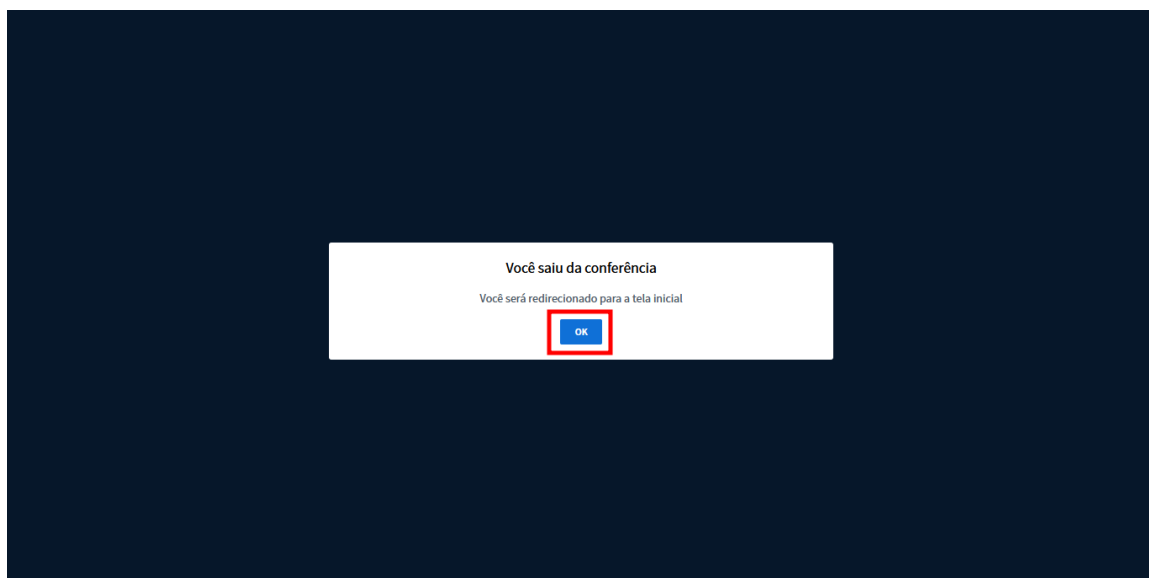 Você saiu da conferência
Você será redirecionado para a tela inicial
OK